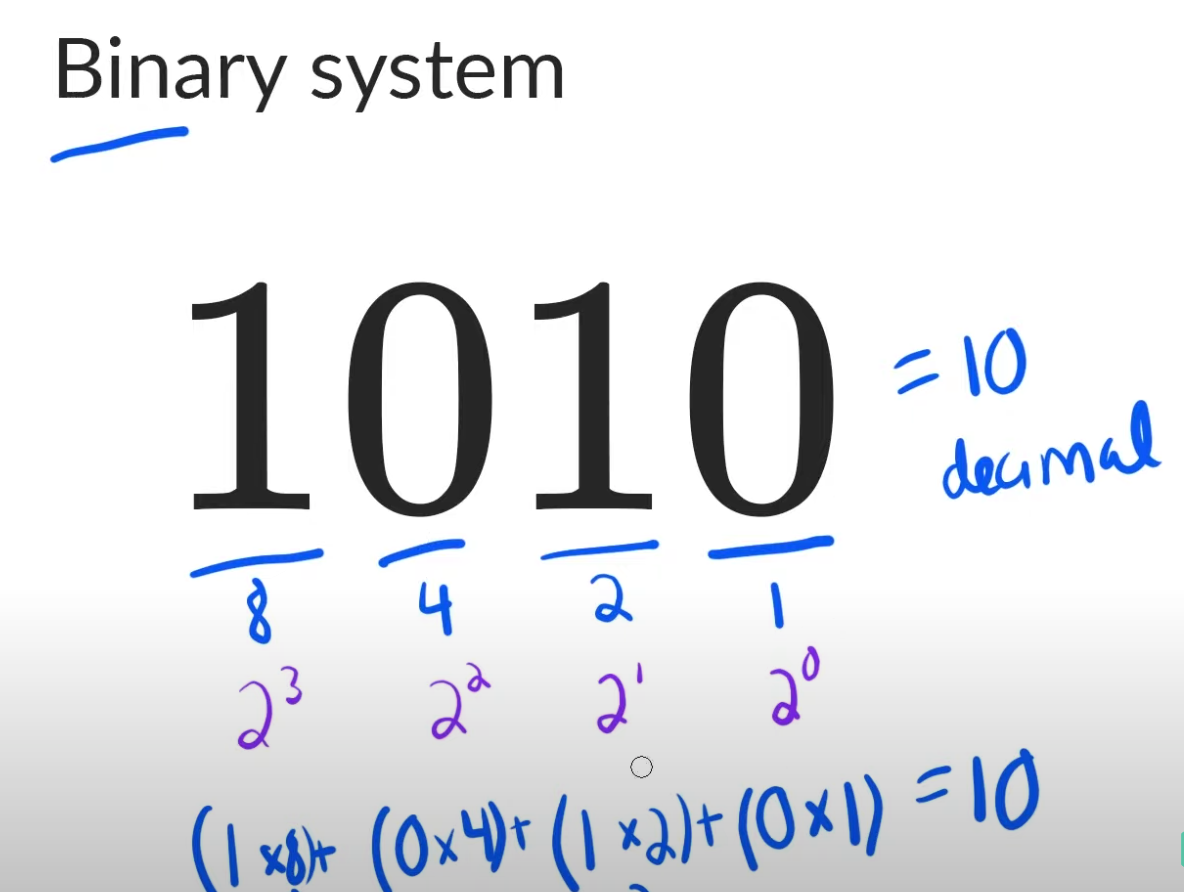 Binary system
1010 = 10
decimal
8 4 2 1
2³ 2² 2¹ 2⁰
(1×8)+ (0×4)+ (1×2)+(0×1) =10